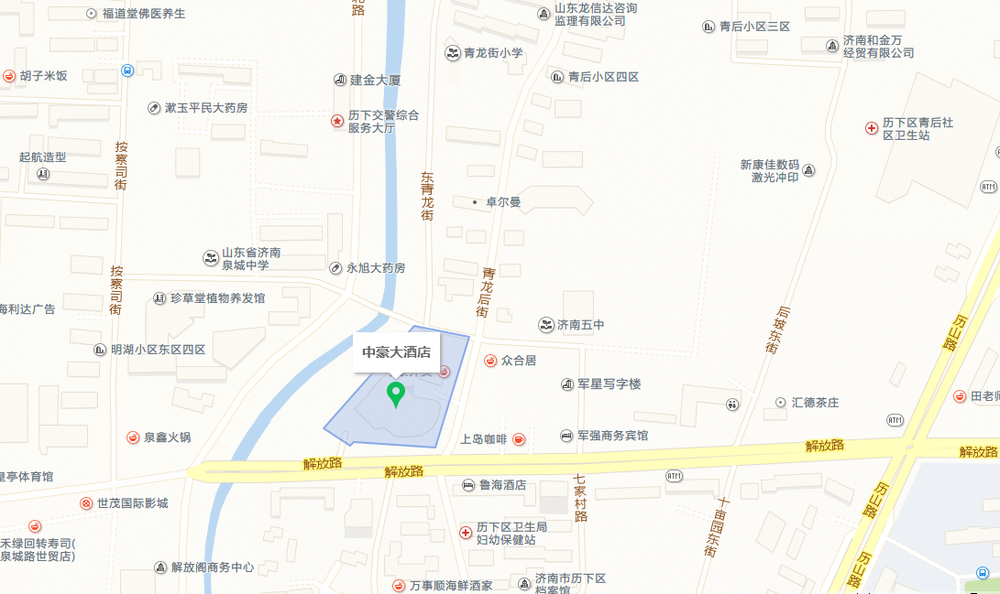 北
路
福道堂佛医养生
山东龙信达咨询
监理有限公司
青后小区三区
济南和金万
经贸有限公司
青龙街小学
胡子米饭
建金大厦
青后小区四区
漱玉平民大药房
历下交警综合
服务大厅
历下区青后社
区卫生站
起航造型
按察司街
新康佳数码
激光冲印
ATM
东青龙街
卓尔曼
山东省济南
泉城中学
永旭大药房
按察司街
青龙后街
珍草堂植物养发馆
海利达广告
济南五中
后坡东街
历山路
明湖小区东区四区
中豪大酒店
众合居
军星写字楼
汇德茶庄
田老师
ATM
泉鑫火锅
上岛咖啡
军强商务宾馆
解放路
解放路
解放路
解放路
皇亭体育馆
鲁海酒店
七家村路
ATM
历山路
世茂国际影城
十亩园东街
禾绿回转寿司(
泉城路世贸店)
历下区卫生局
妇幼保健站
解放阁商务中心
历山路
万事顺海鲜酒家
济南市历下区
档案馆